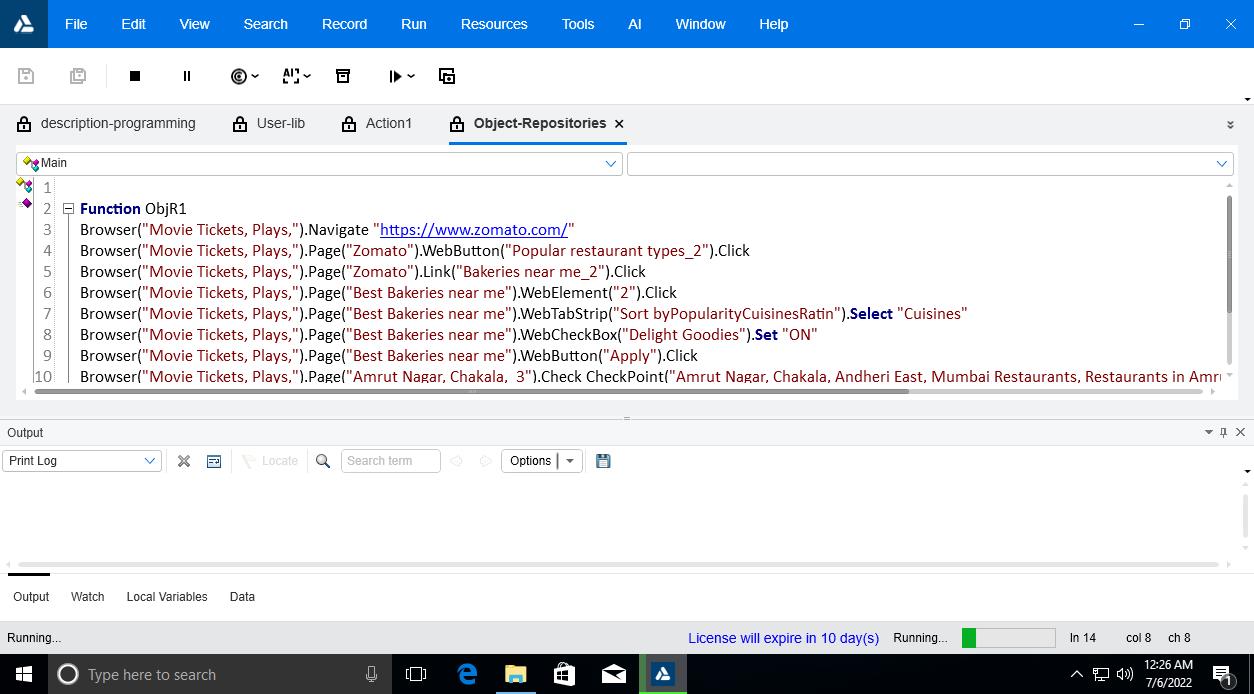 File Edit View Search Record Run Resources Tools AI Window Help
description-programming User-lib Action1 Object-Repositories
Main
1
2 Function ObjR1
3 Browser("Movie Tickets, Plays,").Navigate "https://www.zomato.com/"
4 Browser("Movie Tickets, Plays,").Page("Zomato").WebButton("Popular restaurant types_2").Click
5 Browser("Movie Tickets, Plays,").Page("Zomato").Link("Bakeries near me_2").Click
6 Browser("Movie Tickets, Plays,").Page("Best Bakeries near me").WebElement("2").Click
7 Browser("Movie Tickets, Plays,").Page("Best Bakeries near me").WebTabStrip("Sort byPopularityCuisinesRatin").Select "Cuisines"
8 Browser("Movie Tickets, Plays,").Page("Best Bakeries near me").WebCheckBox("Delight Goodies").Set "ON"
9 Browser("Movie Tickets, Plays,").Page("Best Bakeries near me").WebButton("Apply").Click
10 Browser("Movie Tickets, Plays,").Page("Amrut Nagar, Chakala,_3").Check CheckPoint("Amrut Nagar, Chakala, Andheri East, Mumbai Restaurants, Restaurants in Amru
Output
Print Log Locate Search term Options
Output Watch Local Variables Data
Running... License will expire in 10 day(s) Running... ln 14 col 8 ch 8
Type here to search 12:26 AM
7/6/2022 1